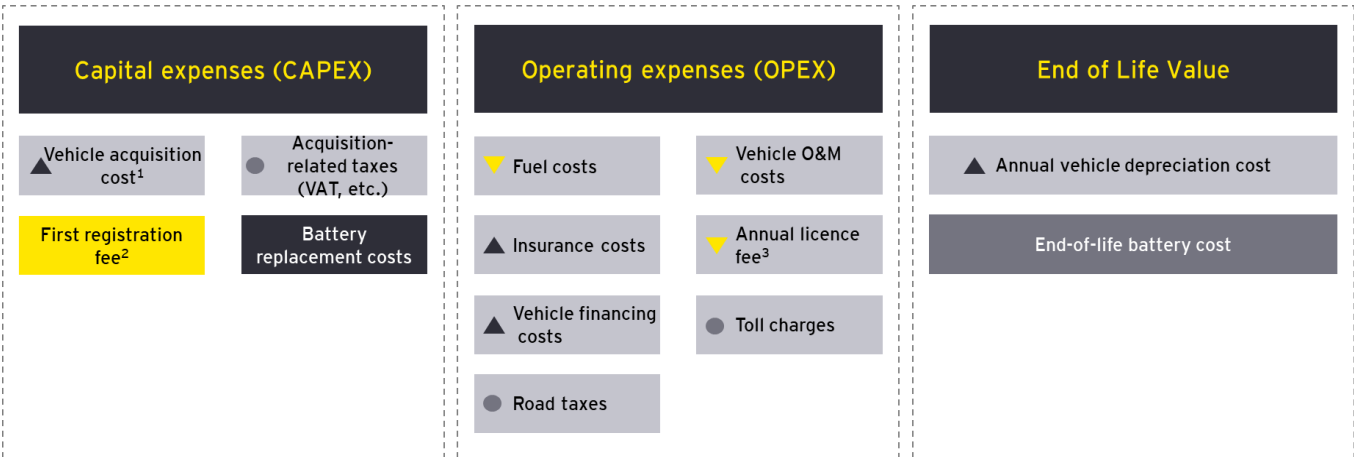 Capital expenses (CAPEX)
Vehicle acquisition
cost¹
Acquisition-
related taxes
(VAT, etc.)
First registration
fee²
Battery
replacement costs
Operating expenses (OPEX)
Fuel costs
Vehicle O&M
costs
Insurance costs
Annual licence
fee³
Vehicle financing
costs
Toll charges
Road taxes
End of Life Value
Annual vehicle depreciation cost
End-of-life battery cost